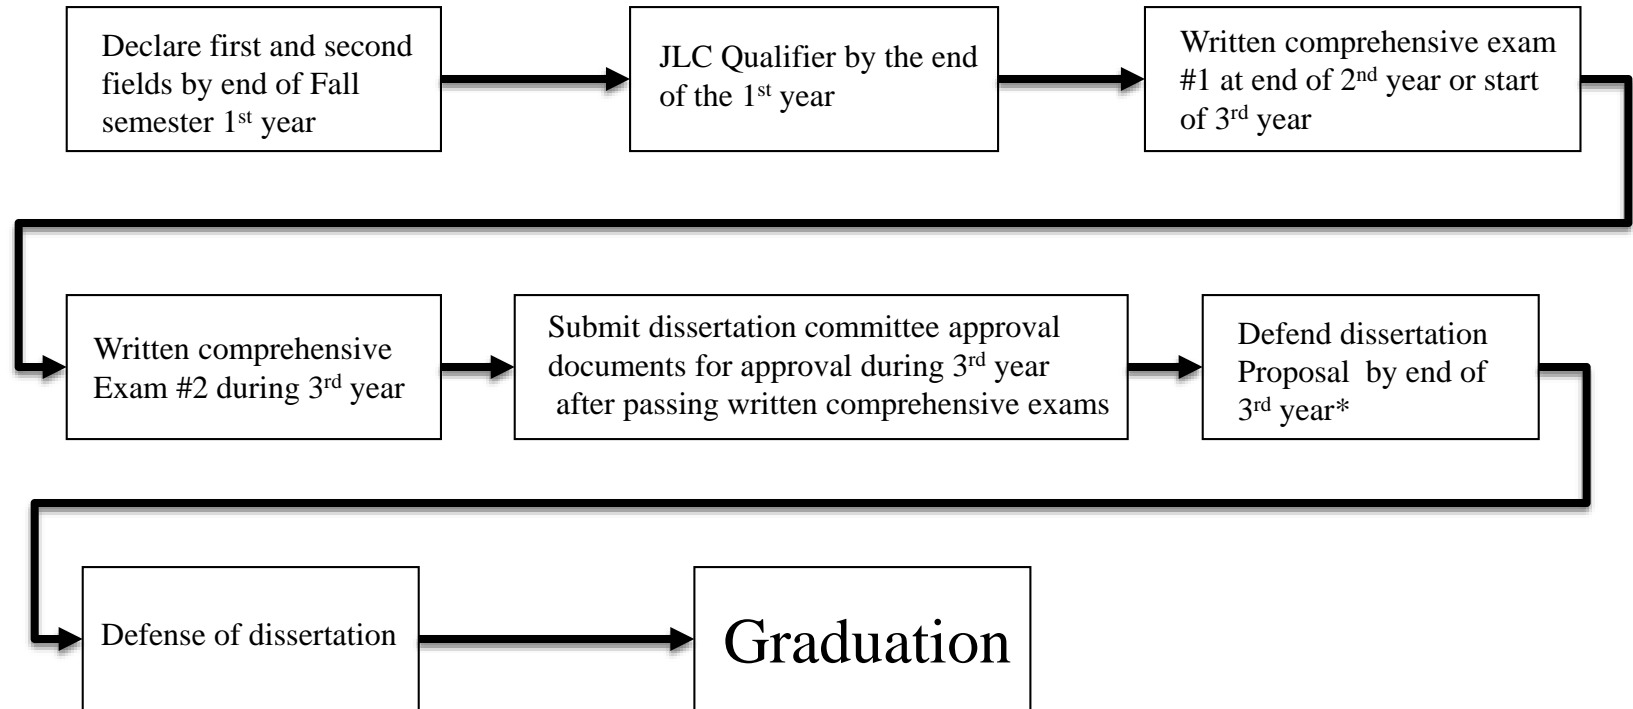 Declare first and second
fields by end of Fall
semester 1st year
JLC Qualifier by the end
of the 1st year
Written comprehensive exam
#1 at end of 2nd year or start
of 3rd year
Written comprehensive
Exam #2 during 3rd year
Submit dissertation committee approval
documents for approval during 3rd year
after passing written comprehensive exams
Defend dissertation
Proposal  by end of
3rd year*
Defense of dissertation
Graduation